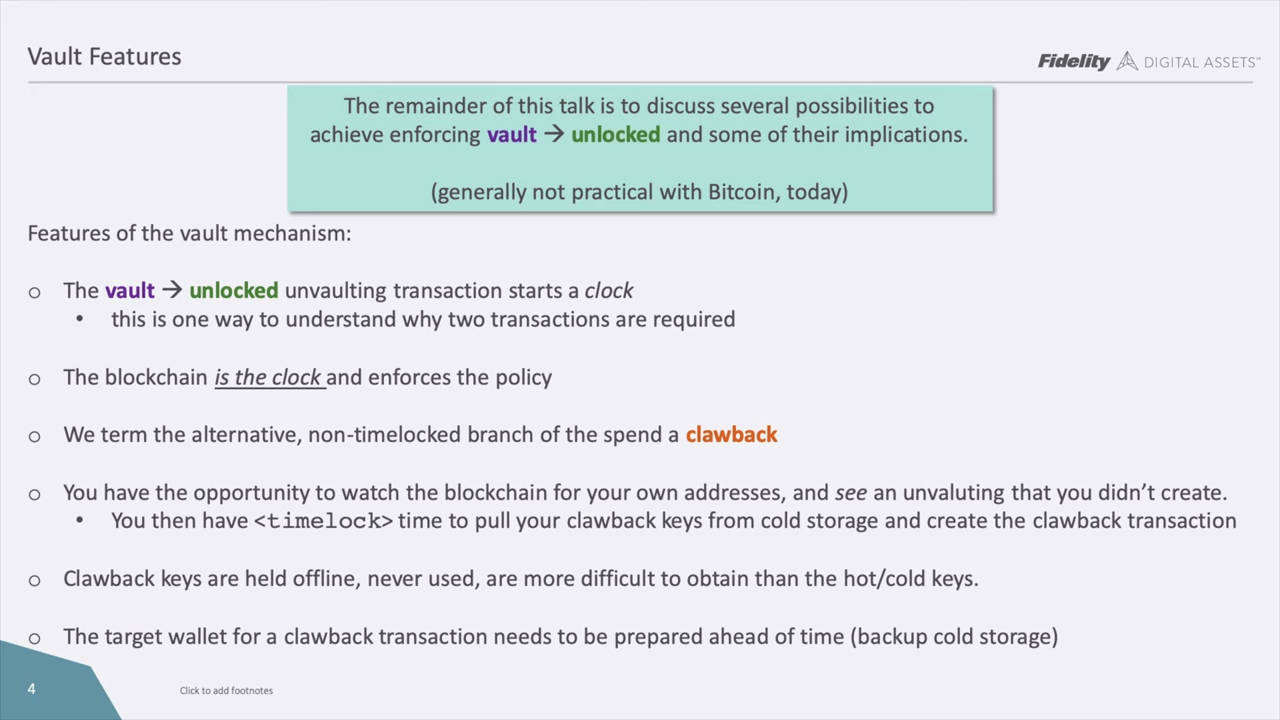 Vault Features
Fidelity DIGITAL ASSETS℠
The remainder of this talk is to discuss several possibilities to
achieve enforcing vault → unlocked and some of their implications.
(generally not practical with Bitcoin, today)
Features of the vault mechanism:
o The vault → unlocked unvaulting transaction starts a clock
• this is one way to understand why two transactions are required
o The blockchain is the clock and enforces the policy
o We term the alternative, non-timelocked branch of the spend a clawback
o You have the opportunity to watch the blockchain for your own addresses, and see an unvaluting that you didn’t create.
• You then have <timelock> time to pull your clawback keys from cold storage and create the clawback transaction
o Clawback keys are held offline, never used, are more difficult to obtain than the hot/cold keys.
o The target wallet for a clawback transaction needs to be prepared ahead of time (backup cold storage)
4
Click to add footnotes